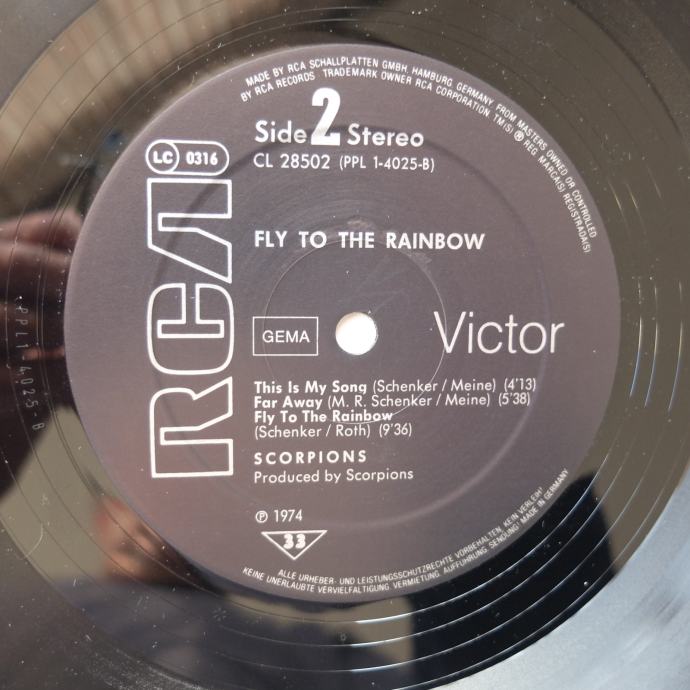 MADE BY RCA SCHALLPLATTEN GMBH. HAMBURG GERMANY FROM MASTERS OWNED OR CONTROLLED
BY RCA RECORDS TRADEMARK OWNER RCA CORPORATION. TM(S) ® REG. MARCA(S) REGISTRADA(S)
Side 2 Stereo
LC 0316
CL 28502 (PPL 1-4025-B)
FLY TO THE RAINBOW
RCA
GEMA
Victor
This Is My Song (Schenker / Meine) (4'13)
Far Away (M. R. Schenker / Meine) (5'38)
Fly To The Rainbow
(Schenker / Roth) (9'36)
SCORPIONS
Produced by Scorpions
℗ 1974
33
ALLE URHEBER- UND LEISTUNGSSCHUTZRECHTE VORBEHALTEN. KEIN VERLEIH!
KEINE UNERLAUBTE VERVIELFALTIGUNG VERMIETUNG AUFFUHRUNG. SENDUNG! MADE IN GERMANY
PPL1-4025-B